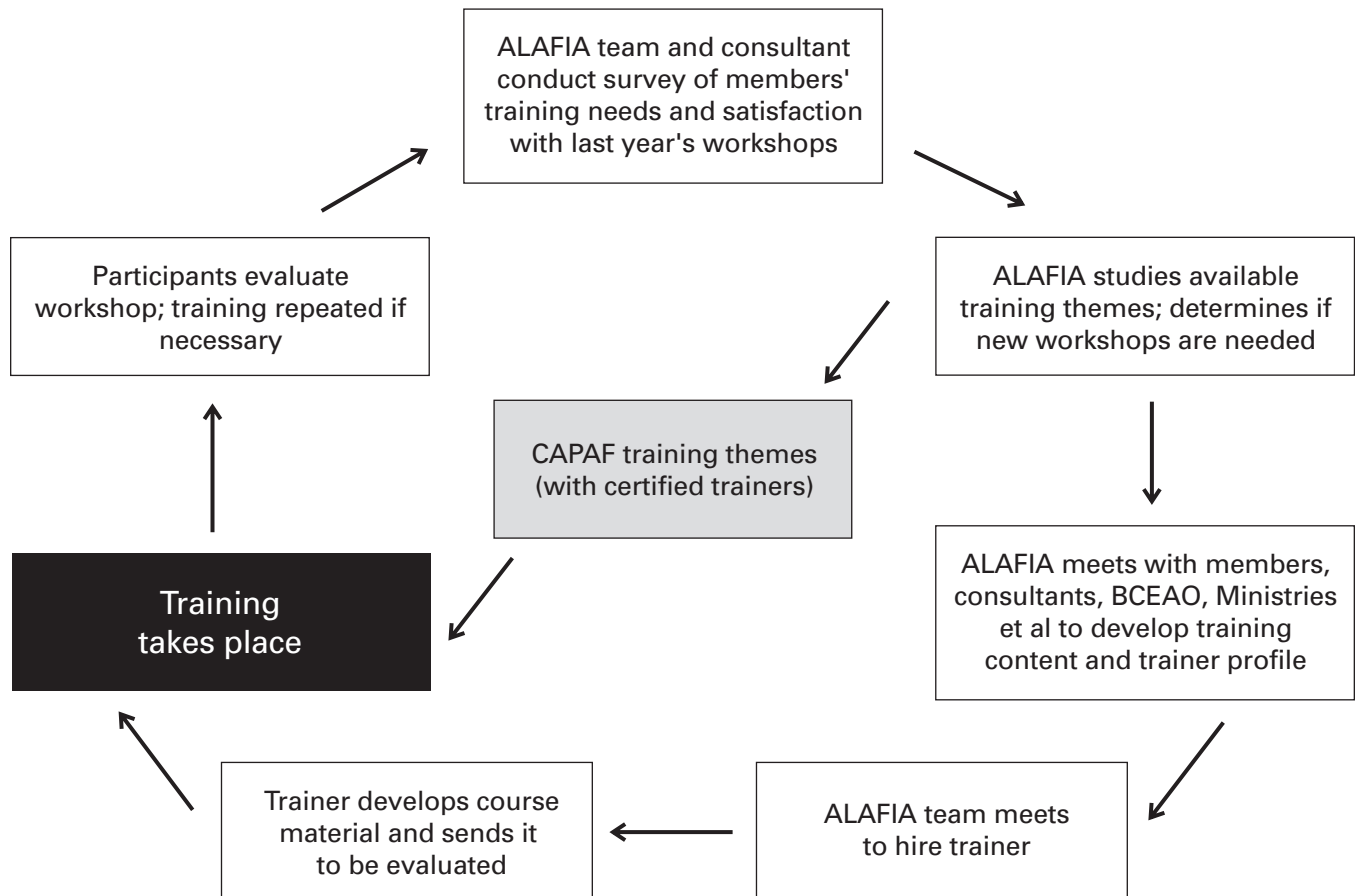 ALAFIA team and consultant
conduct survey of members'
training needs and satisfaction
with last year's workshops
ALAFIA studies available
training themes; determines if
new workshops are needed
Participants evaluate
workshop; training repeated if
necessary
CAPAF training themes
(with certified trainers)
ALAFIA meets with members,
consultants, BCEAO, Ministries
et al to develop training
content and trainer profile
Training
takes place
ALAFIA team meets
to hire trainer
Trainer develops course
material and sends it
to be evaluated